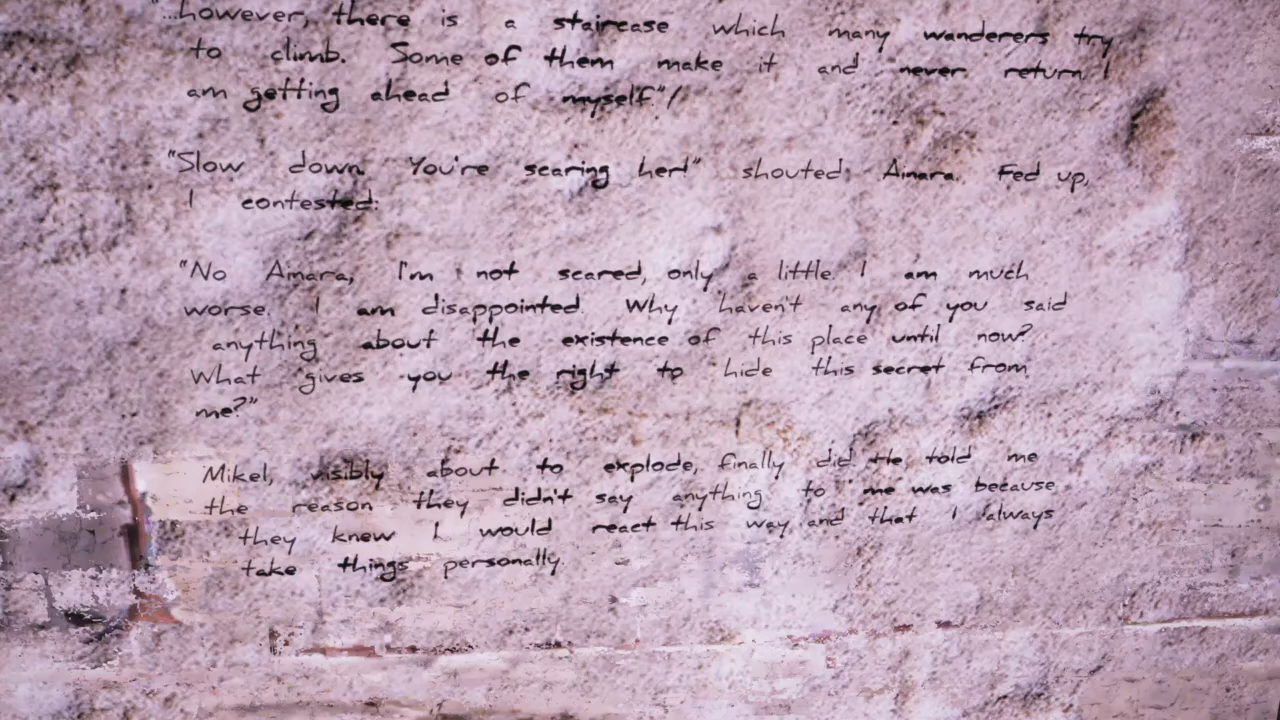 "...however, there is a staircase which many wanderers try
to climb. Some of them make it and never return. I
am getting ahead of myself."/
"Slow down. You're scaring her!" shouted Ainara. Fed up,
I contested:
"No Ainara, I'm not scared, only a little. I am much
worse. I am disappointed. Why haven't any of you said
anything about the existence of this place until now?
What gives you the right to hide this secret from
me?"
Mikel, visibly about to explode, finally did. He told me
the reason they didn't say anything to me was because
they knew I would react this way and that I always
take things personally.